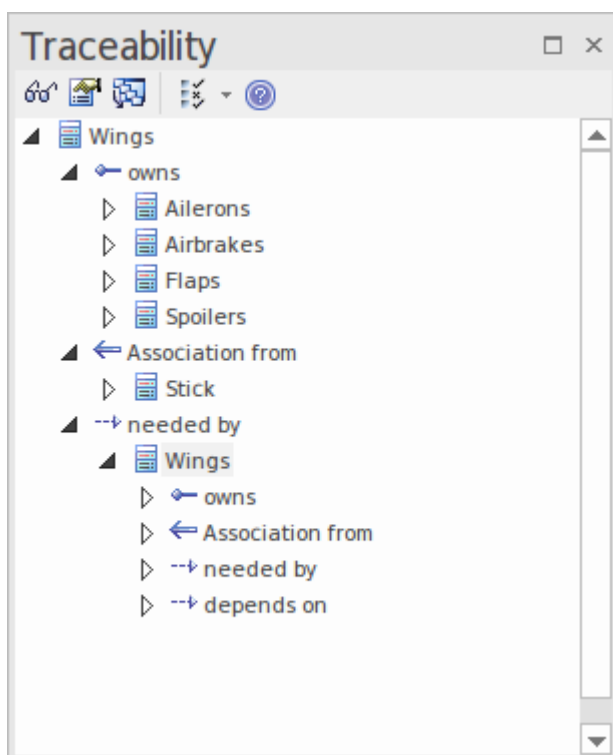 Traceability
Wings
owns
Ailerons
Airbrakes
Flaps
Spoilers
Association from
Stick
needed by
Wings
owns
Association from
needed by
depends on